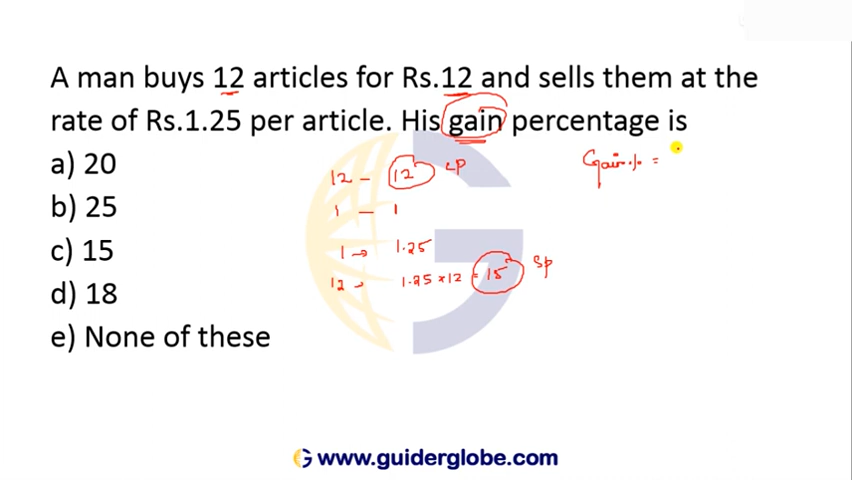 A man buys 12 articles for Rs.12 and sells them at the
rate of Rs.1.25 per article. His gain percentage is
a) 20
b) 25
c) 15
d) 18
e) None of these
12 - 12 CP
1 - 1
1 → 1.25
12 → 1.25 × 12 = 15 SP
Gain% =
www.guiderglobe.com